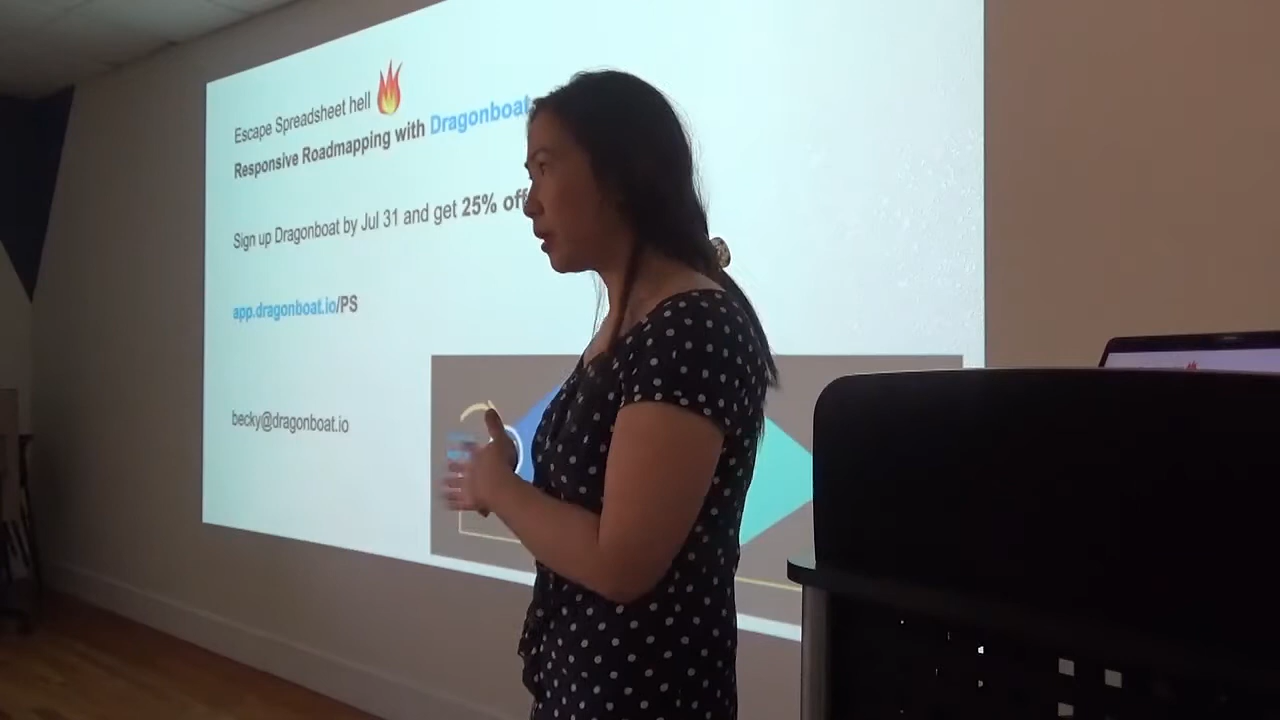 Escape Spreadsheet hell
Responsive Roadmapping with Dragonboat
Sign up Dragonboat by Jul 31 and get 25% off
app.dragonboat.io/PS
becky@dragonboat.io